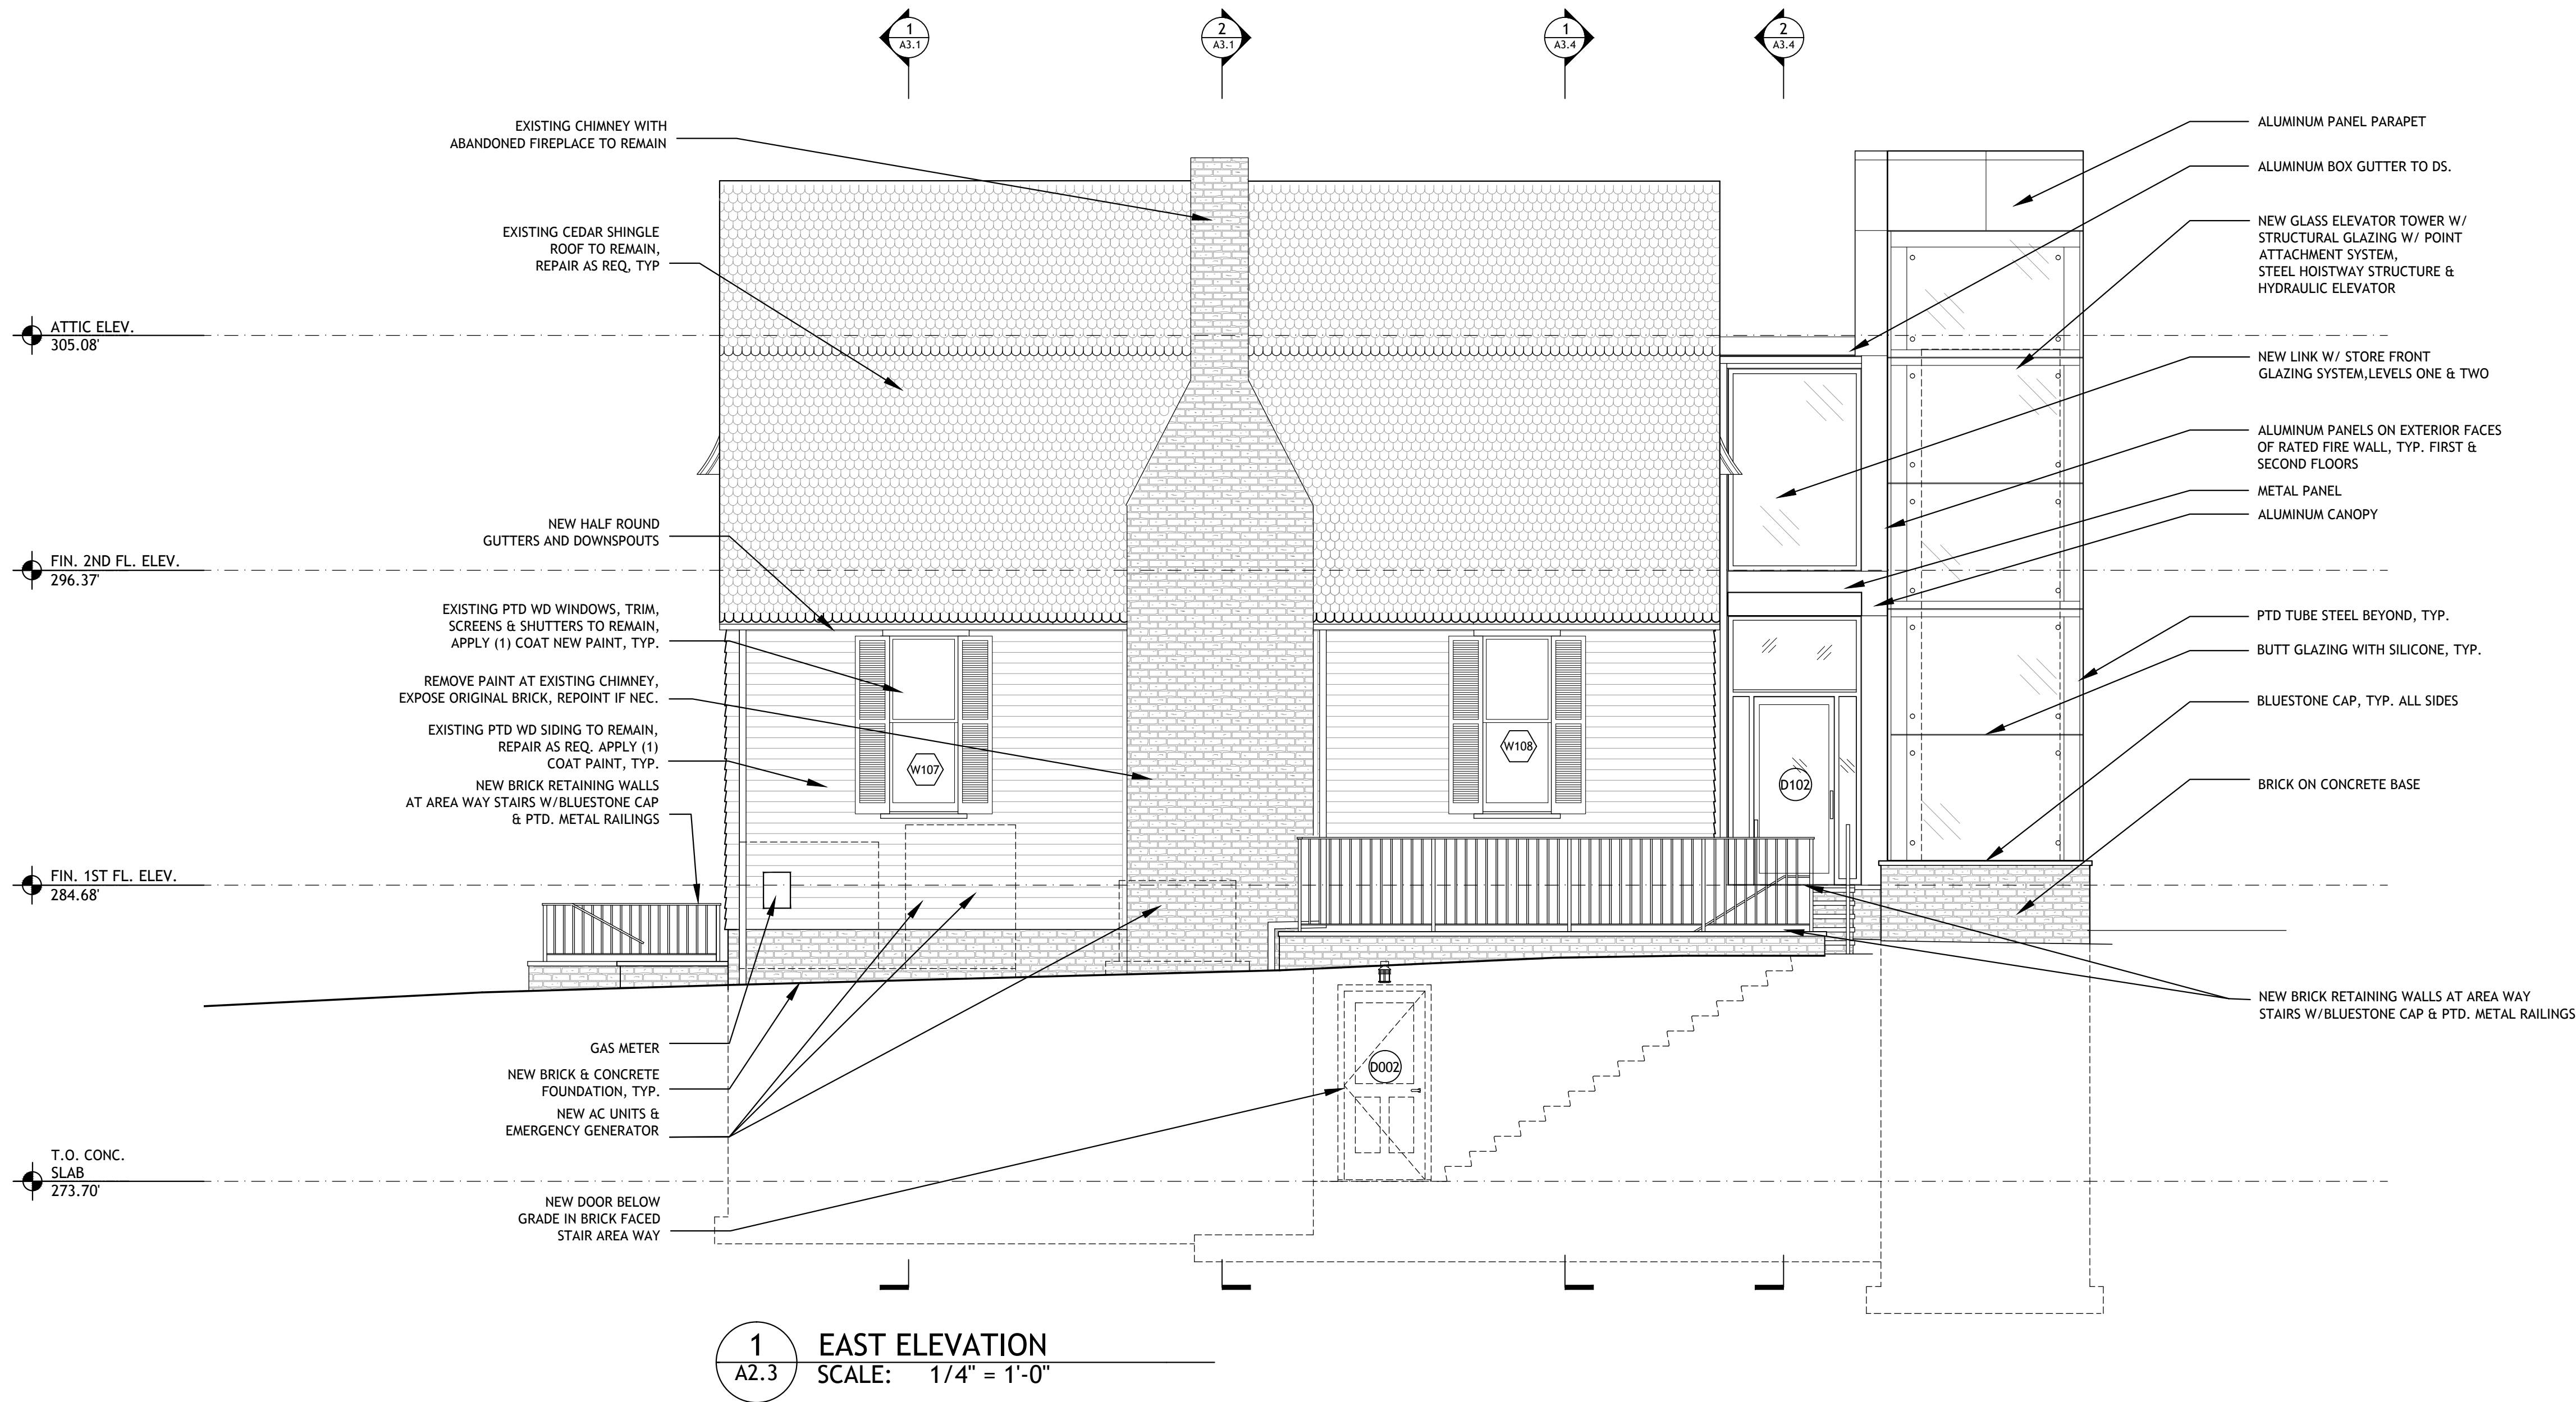 1
A3.1
2
A3.1
1
A3.4
2
A3.4
EXISTING CHIMNEY WITH
ABANDONED FIREPLACE TO REMAIN
EXISTING CEDAR SHINGLE
ROOF TO REMAIN,
REPAIR AS REQ, TYP
ATTIC ELEV.
305.08'
NEW HALF ROUND
GUTTERS AND DOWNSPOUTS
FIN. 2ND FL. ELEV.
296.37'
EXISTING PTD WD WINDOWS, TRIM,
SCREENS & SHUTTERS TO REMAIN,
APPLY (1) COAT NEW PAINT, TYP.
REMOVE PAINT AT EXISTING CHIMNEY,
EXPOSE ORIGINAL BRICK, REPOINT IF NEC.
EXISTING PTD WD SIDING TO REMAIN,
REPAIR AS REQ. APPLY (1)
COAT PAINT, TYP.
NEW BRICK RETAINING WALLS
AT AREA WAY STAIRS W/BLUESTONE CAP
& PTD. METAL RAILINGS
FIN. 1ST FL. ELEV.
284.68'
GAS METER
NEW BRICK & CONCRETE
FOUNDATION, TYP.
NEW AC UNITS &
EMERGENCY GENERATOR
T.O. CONC.
SLAB
273.70'
NEW DOOR BELOW
GRADE IN BRICK FACED
STAIR AREA WAY
W107
W108
D102
D002
ALUMINUM PANEL PARAPET
ALUMINUM BOX GUTTER TO DS.
NEW GLASS ELEVATOR TOWER W/
STRUCTURAL GLAZING W/ POINT
ATTACHMENT SYSTEM,
STEEL HOISTWAY STRUCTURE &
HYDRAULIC ELEVATOR
NEW LINK W/ STORE FRONT
GLAZING SYSTEM,LEVELS ONE & TWO
ALUMINUM PANELS ON EXTERIOR FACES
OF RATED FIRE WALL, TYP. FIRST &
SECOND FLOORS
METAL PANEL
ALUMINUM CANOPY
PTD TUBE STEEL BEYOND, TYP.
BUTT GLAZING WITH SILICONE, TYP.
BLUESTONE CAP, TYP. ALL SIDES
BRICK ON CONCRETE BASE
NEW BRICK RETAINING WALLS AT AREA WAY
STAIRS W/BLUESTONE CAP & PTD. METAL RAILINGS
1
A2.3
EAST ELEVATION
SCALE: 1/4" = 1'-0"